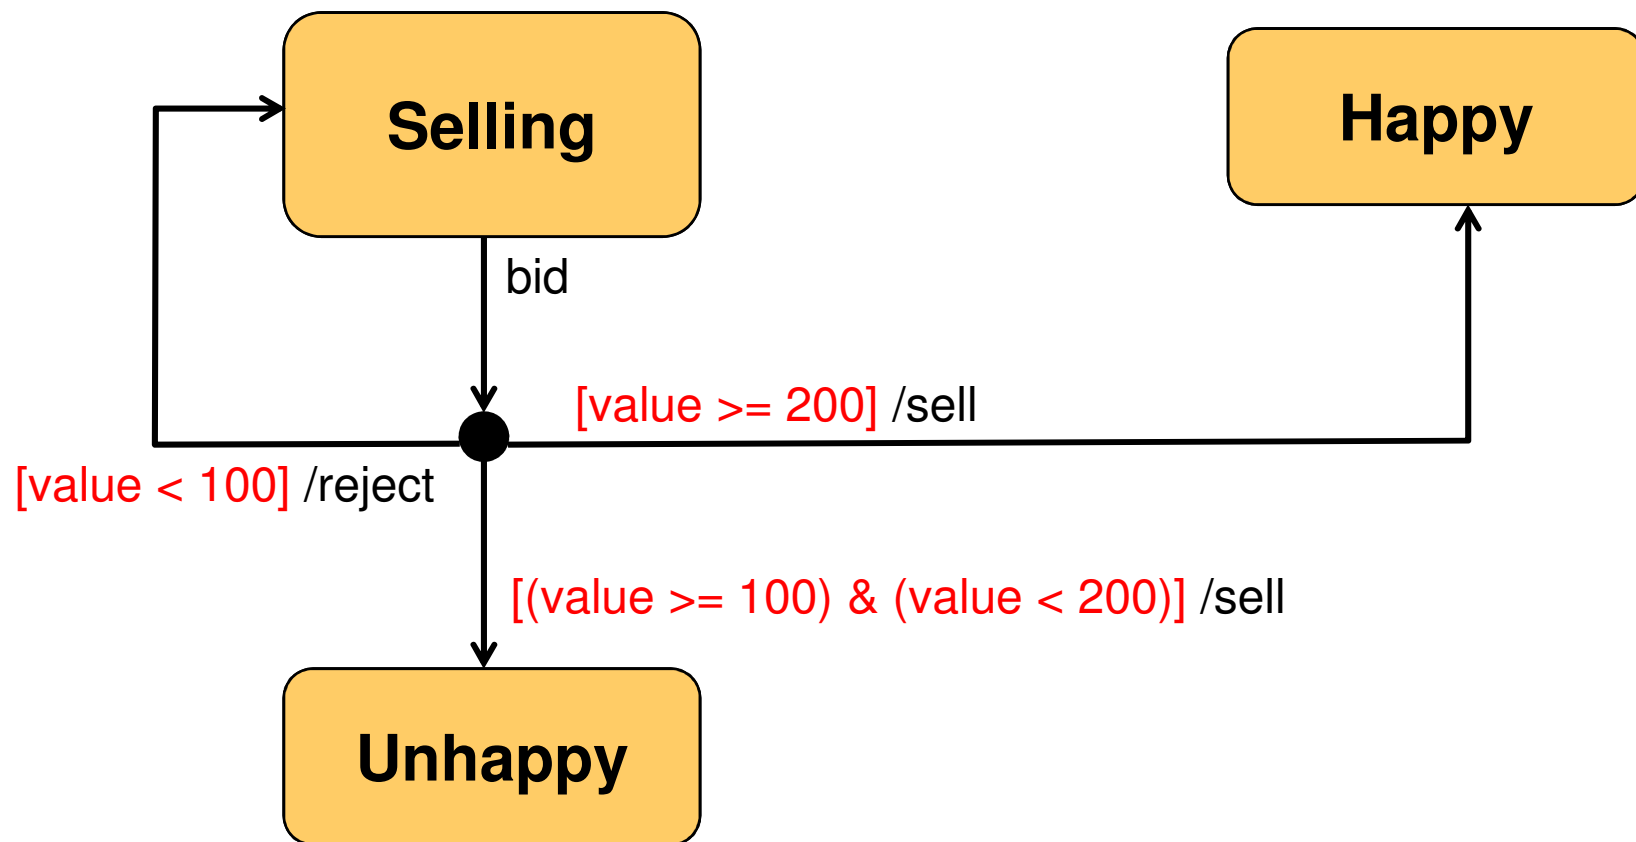 Selling
Happy
bid
[value >= 200] /sell
[value < 100] /reject
[(value >= 100) & (value < 200)] /sell
Unhappy